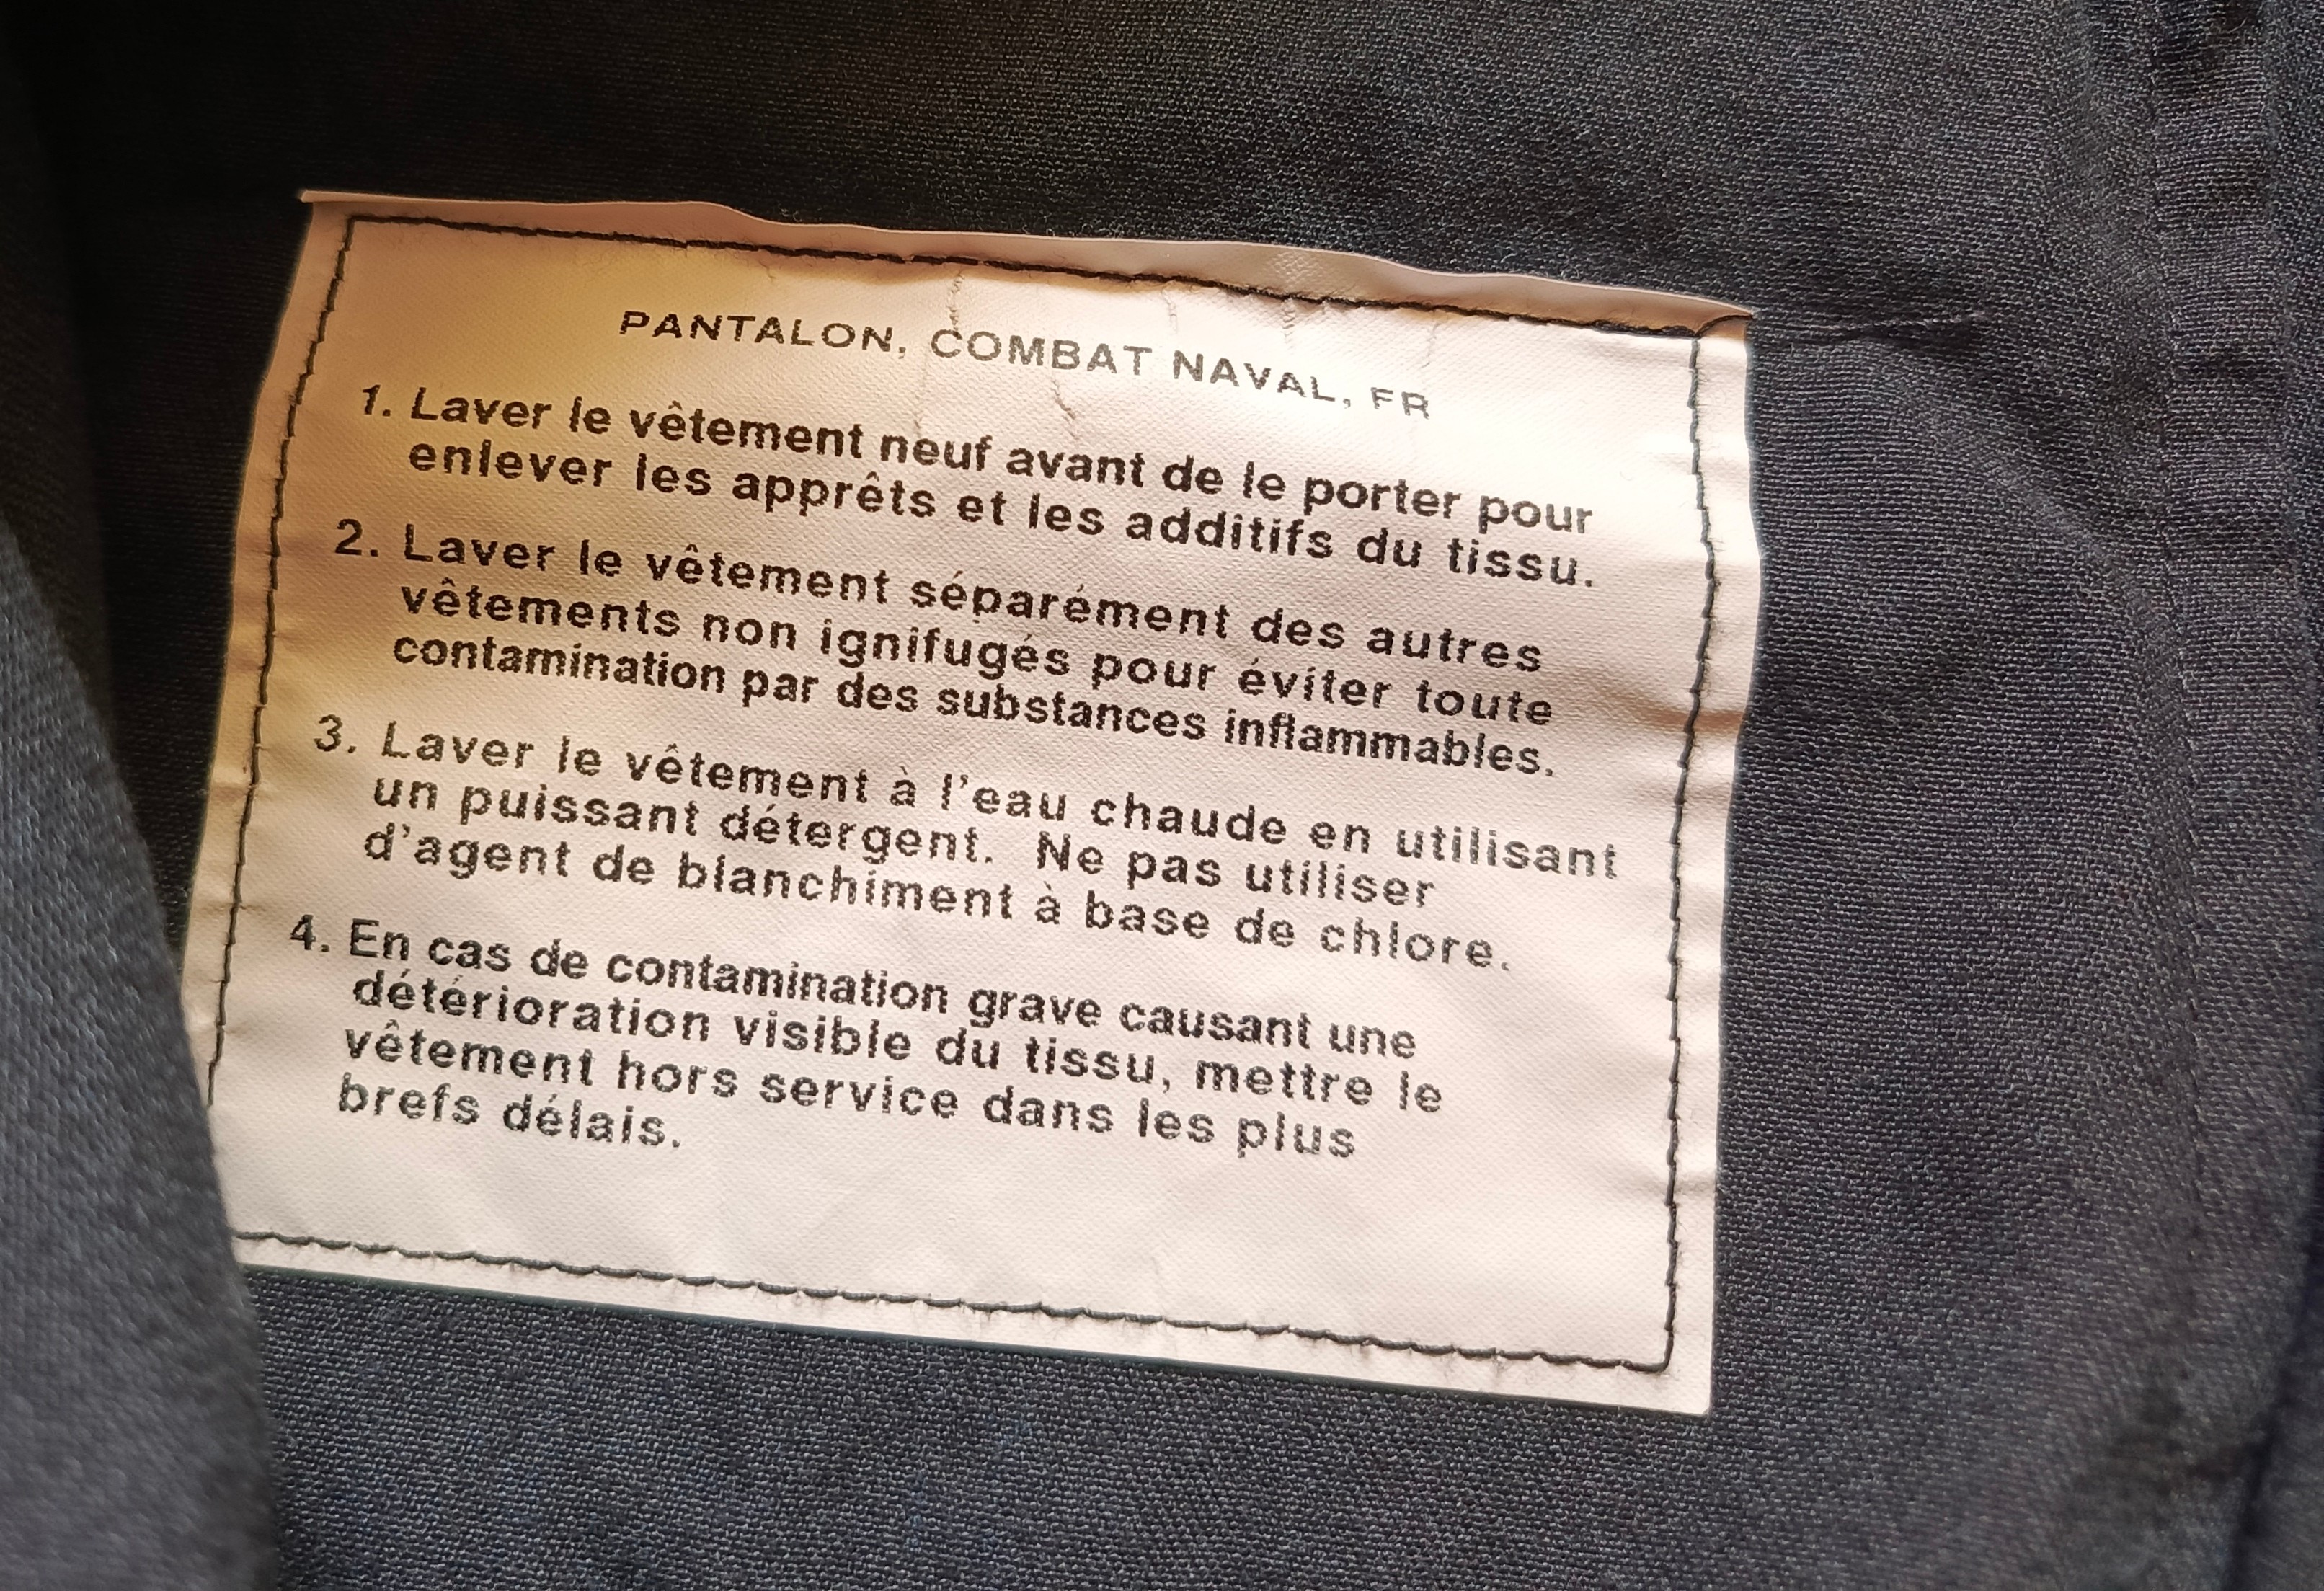 PANTALON, COMBAT NAVAL, FR
1. Laver le vêtement neuf avant de le porter pour
enlever les apprêts et les additifs du tissu.
2. Laver le vêtement séparément des autres
vêtements non ignifugés pour éviter toute
contamination par des substances inflammables.
3. Laver le vêtement à l'eau chaude en utilisant
un puissant détergent. Ne pas utiliser
d'agent de blanchiment à base de chlore.
4. En cas de contamination grave causant une
détérioration visible du tissu, mettre le
vêtement hors service dans les plus
brefs délais.